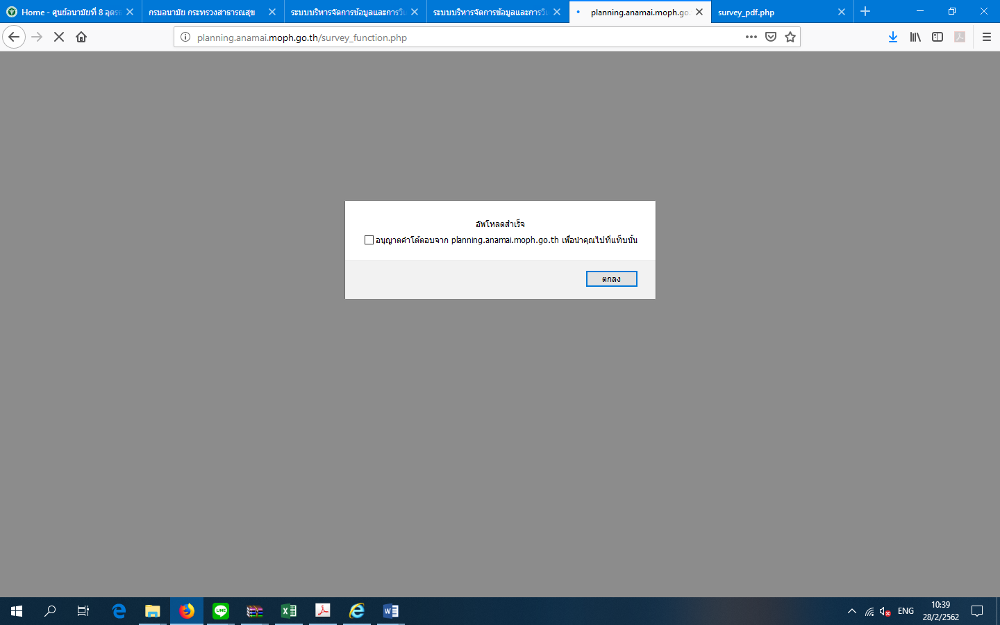 Home - ศูนย์อนามัยที่ 8 อุดรธ
กรมอนามัย กระทรวงสาธารณสุข
ระบบบริหารจัดการข้อมูลและการวิ
ระบบบริหารจัดการข้อมูลและการวิ
planning.anamai.moph.go.
survey_pdf.php
planning.anamai.moph.go.th/survey_function.php
อัพโหลดสำเร็จ
อนุญาตคำโต้ตอบจาก planning.anamai.moph.go.th เพื่อนำคุณไปที่แท็บนั้น
ตกลง
LINE
ENG
10:39
28/2/2562